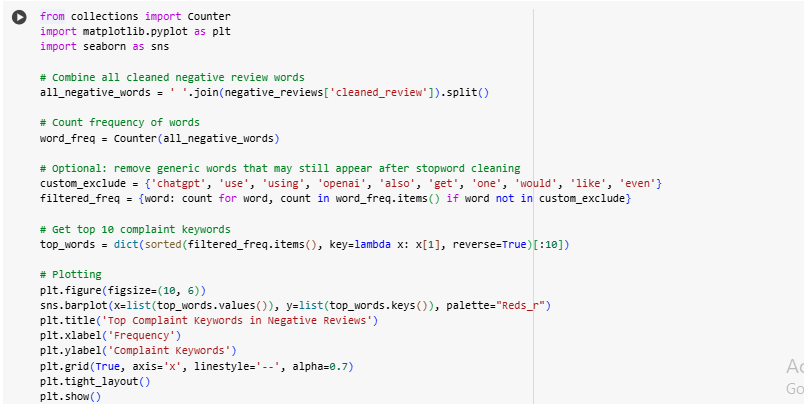 from collections import Counter
import matplotlib.pyplot as plt
import seaborn as sns

# Combine all cleaned negative review words
all_negative_words = ' '.join(negative_reviews['cleaned_review']).split()

# Count frequency of words
word_freq = Counter(all_negative_words)

# Optional: remove generic words that may still appear after stopword cleaning
custom_exclude = {'chatgpt', 'use', 'using', 'openai', 'also', 'get', 'one', 'would', 'like', 'even'}
filtered_freq = {word: count for word, count in word_freq.items() if word not in custom_exclude}

# Get top 10 complaint keywords
top_words = dict(sorted(filtered_freq.items(), key=lambda x: x[1], reverse=True)[:10])

# Plotting
plt.figure(figsize=(10, 6))
sns.barplot(x=list(top_words.values()), y=list(top_words.keys()), palette="Reds_r")
plt.title('Top Complaint Keywords in Negative Reviews')
plt.xlabel('Frequency')
plt.ylabel('Complaint Keywords')
plt.grid(True, axis='x', linestyle='--', alpha=0.7)
plt.tight_layout()
plt.show()